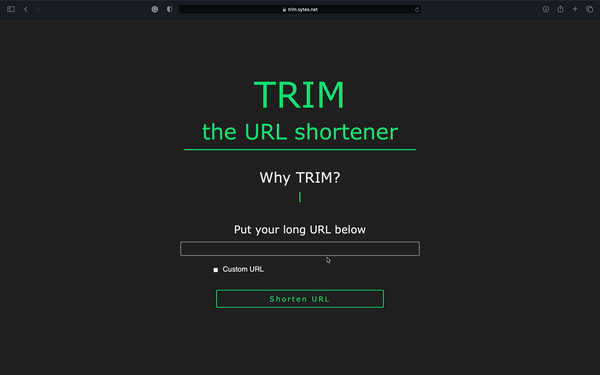 trim.sytes.net
TRIM
the URL shortener
Why TRIM?
Put your long URL below
Custom URL
Shorten URL